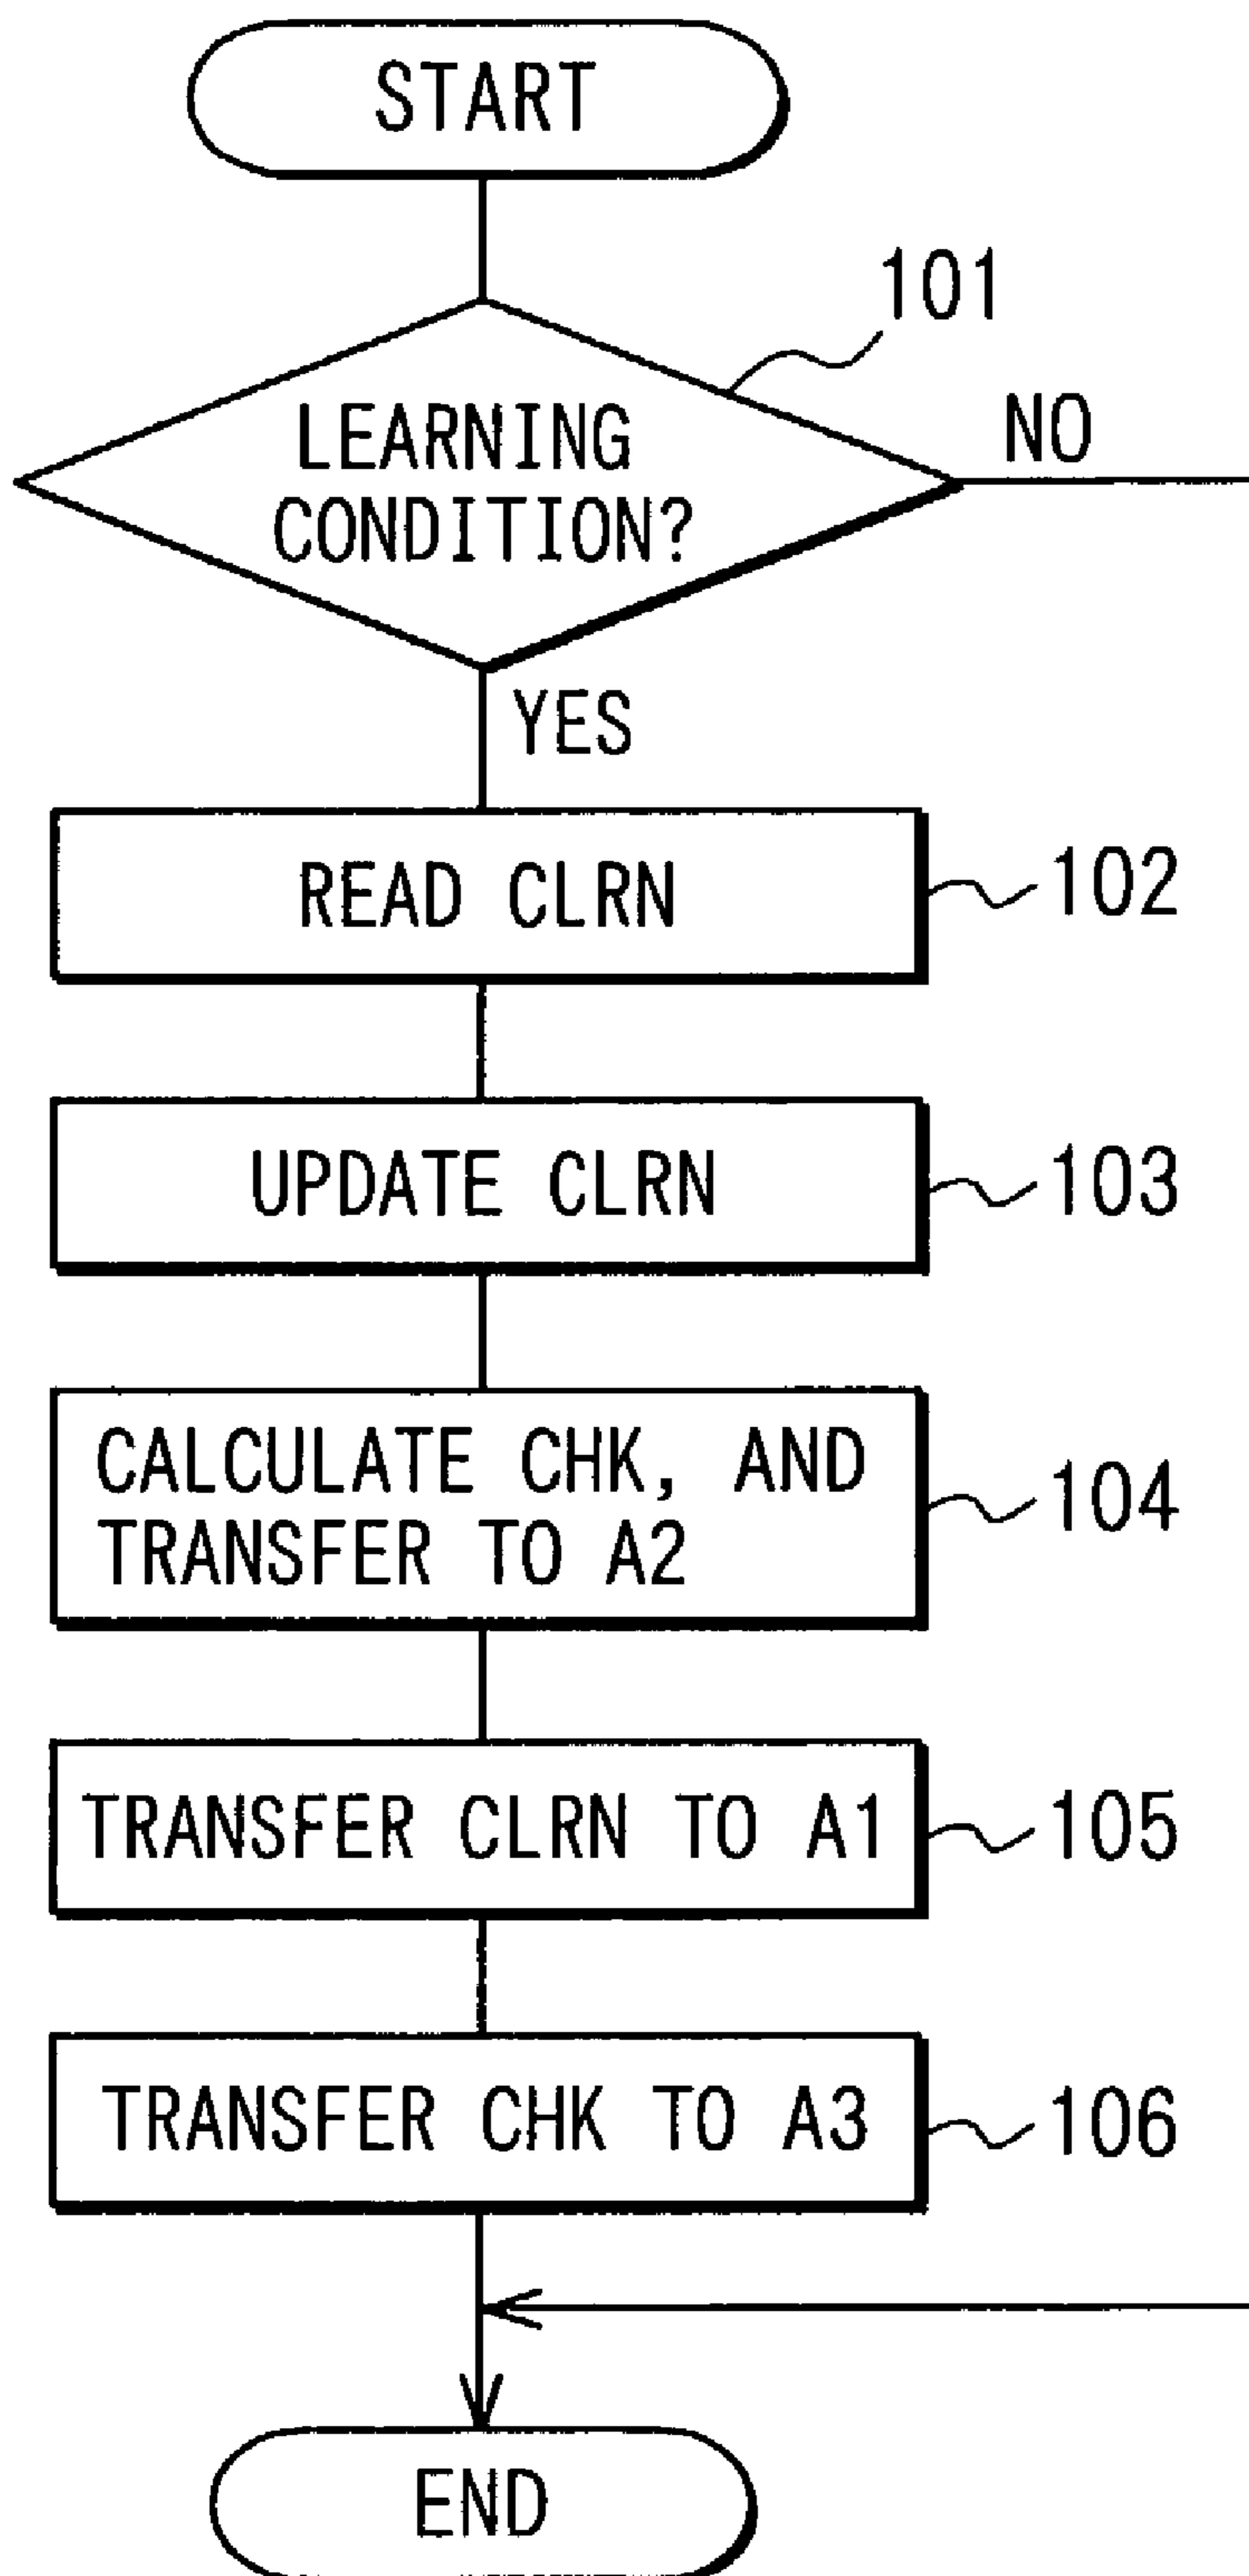 START
101
LEARNING
CONDITION?
NO
YES
READ CLRN
102
UPDATE CLRN
103
CALCULATE CHK, AND
TRANSFER TO A2
104
TRANSFER CLRN TO A1
105
TRANSFER CHK TO A3
106
END